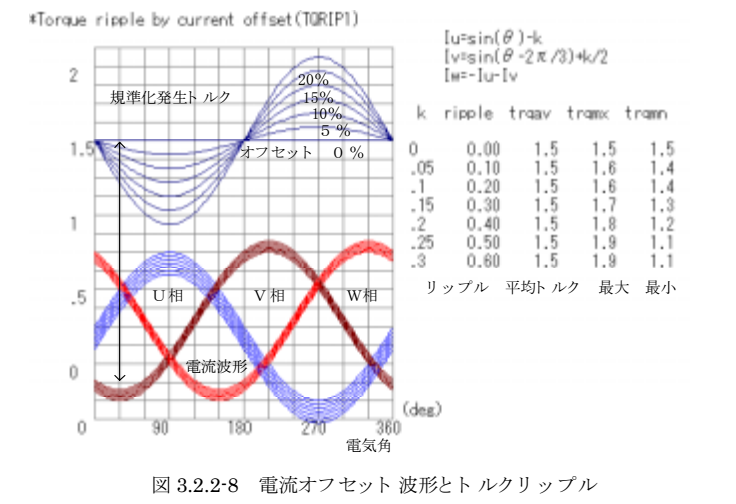 *Torque ripple by current offset(TQRIP1)
Iu=sin(θ)-k
Iv=sin(θ-2π/3)+k/2
Iw=-Iu-Iv
2
1.5
1
.5
0
規準化発生トルク
20%
15%
10%
5 %
オフセット 0 %
U相
V相
W相
電流波形
0 90 180 270 360
(deg)
電気角
k ripple trqav trqmx trqmn
0 0.00 1.5 1.5 1.5
.05 0.10 1.5 1.6 1.4
.1 0.20 1.5 1.6 1.4
.15 0.30 1.5 1.7 1.3
.2 0.40 1.5 1.8 1.2
.25 0.50 1.5 1.9 1.1
.3 0.60 1.5 1.9 1.1
リップル 平均トルク 最大 最小
図 3.2.2-8 電流オフセット波形とトルクリップル